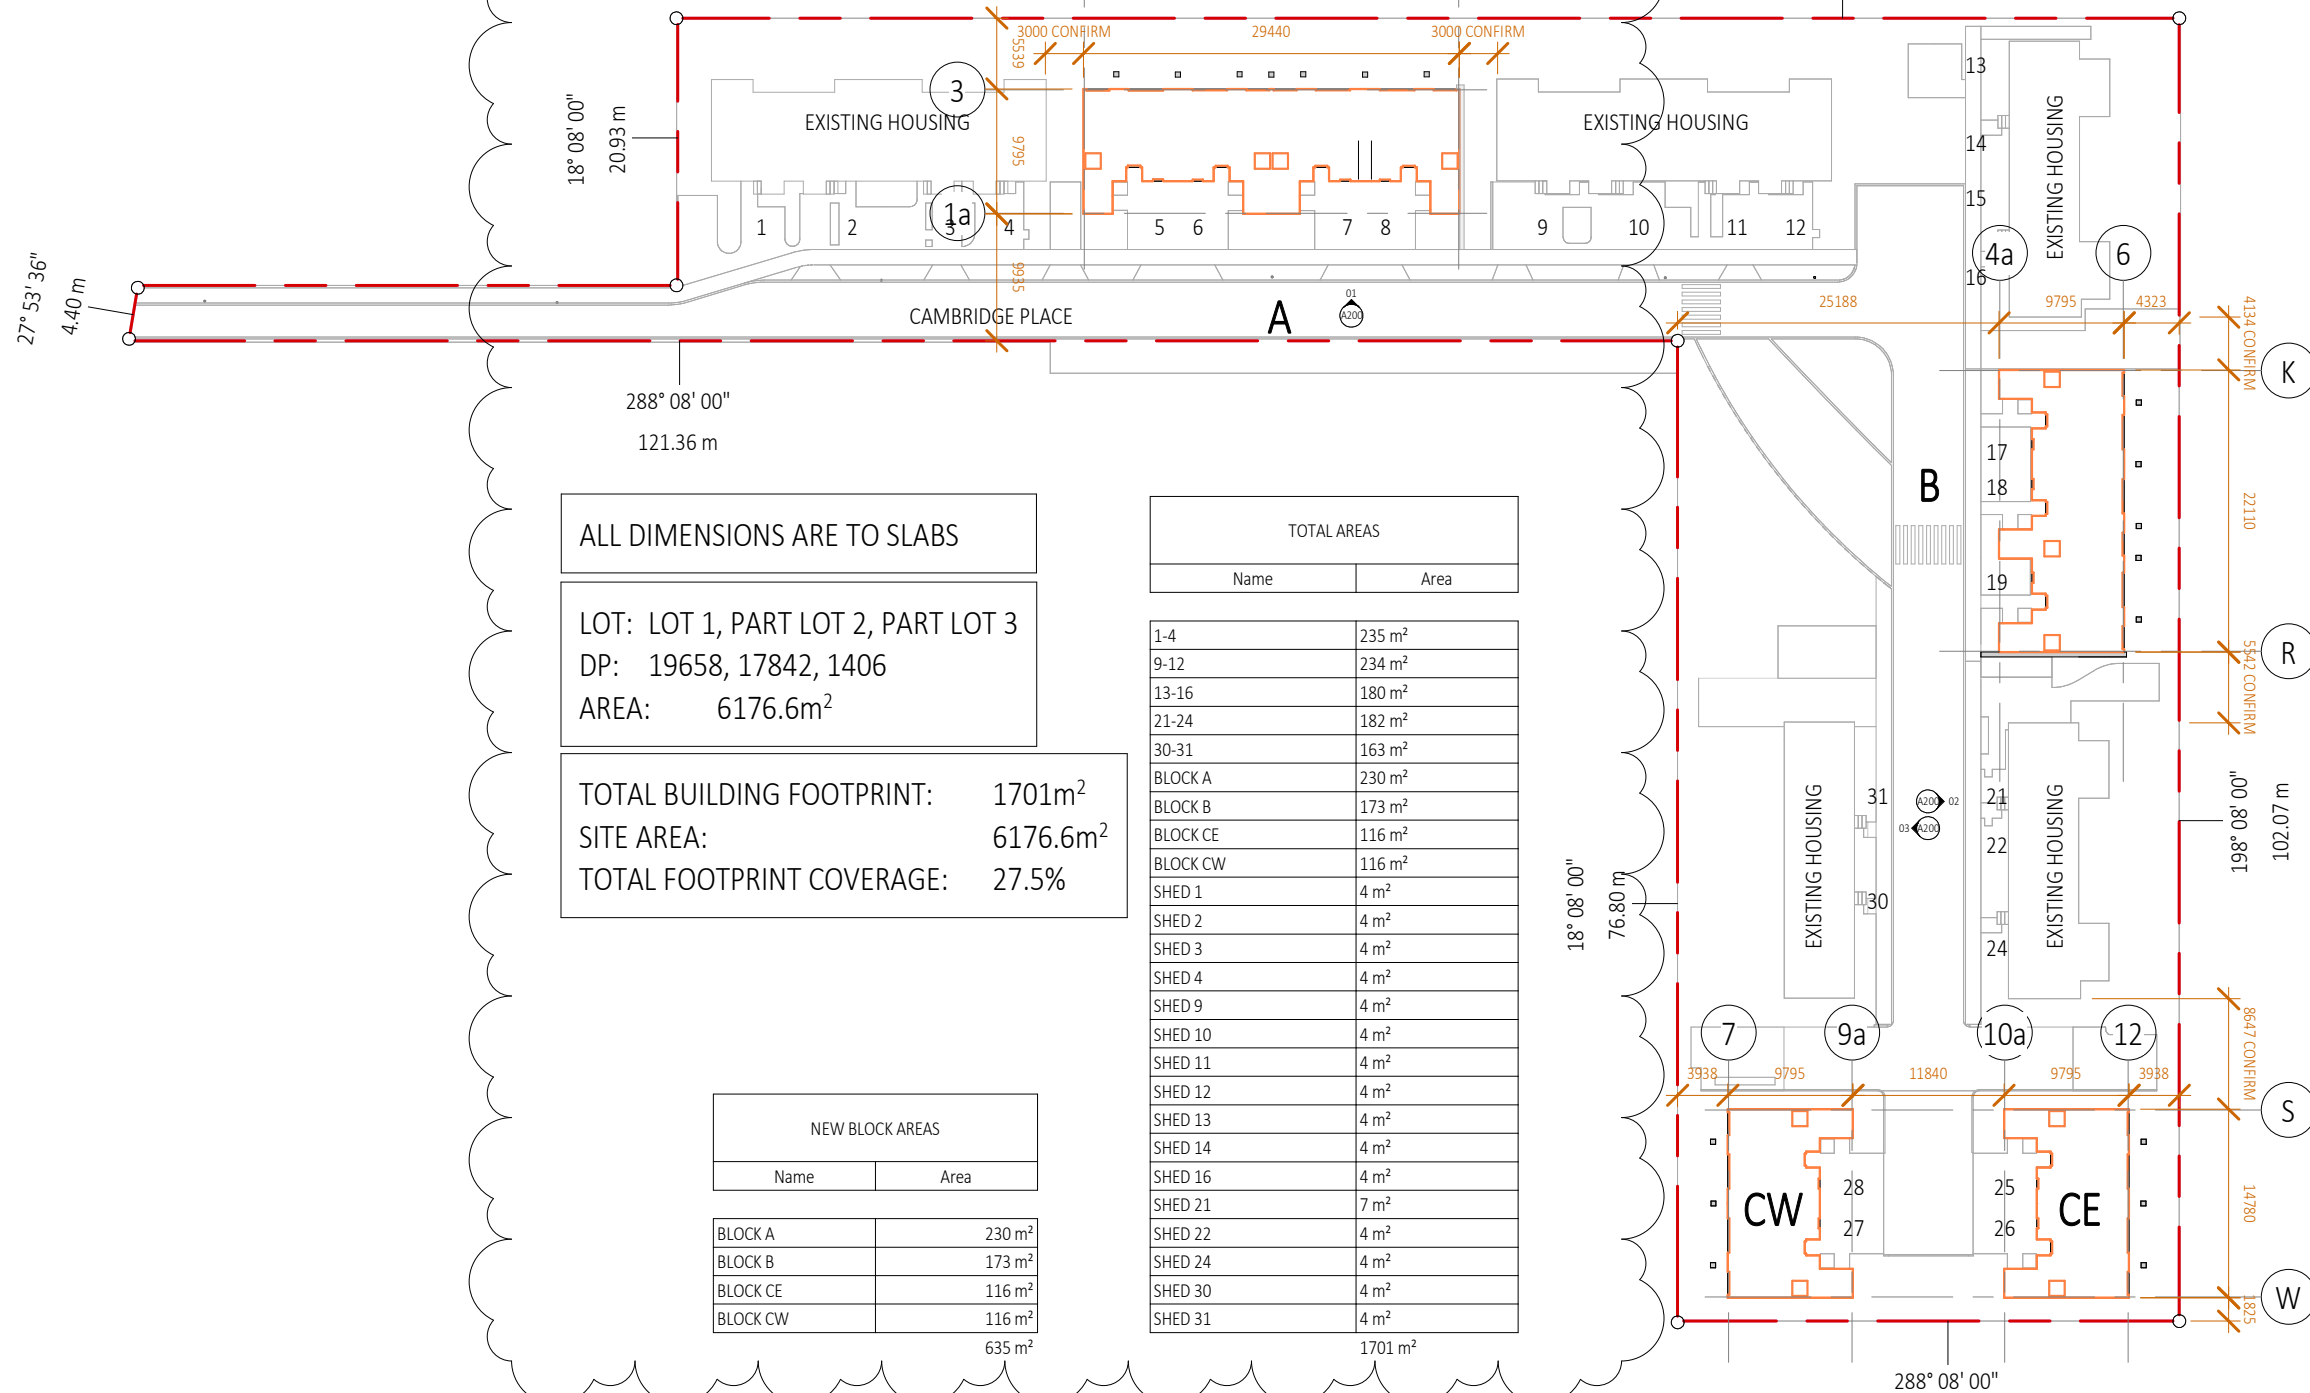 3000 CONFIRM
29440
3000 CONFIRM
5539
3
9795
1a
9935
18° 08' 00"
20.93 m
EXISTING HOUSING
EXISTING HOUSING
1
2
3
4
5
6
7
8
9
10
11
12
13
14
15
16
EXISTING HOUSING
4a
6
27° 53' 36"
4.40 m
CAMBRIDGE PLACE
A
01
A200
25188
9795
4323
4134 CONFIRM
K
288° 08' 00"
121.36 m
17
18
B
19
22110
R
5542 CONFIRM
ALL DIMENSIONS ARE TO SLABS
LOT: LOT 1, PART LOT 2, PART LOT 3
DP: 19658, 17842, 1406
AREA: 6176.6m²
TOTAL BUILDING FOOTPRINT: 1701m²
SITE AREA: 6176.6m²
TOTAL FOOTPRINT COVERAGE: 27.5%
TOTAL AREAS
Name Area
1-4 235 m²
9-12 234 m²
13-16 180 m²
21-24 182 m²
30-31 163 m²
BLOCK A 230 m²
BLOCK B 173 m²
BLOCK CE 116 m²
BLOCK CW 116 m²
SHED 1 4 m²
SHED 2 4 m²
SHED 3 4 m²
SHED 4 4 m²
SHED 9 4 m²
SHED 10 4 m²
SHED 11 4 m²
SHED 12 4 m²
SHED 13 4 m²
SHED 14 4 m²
SHED 16 4 m²
SHED 21 7 m²
SHED 22 4 m²
SHED 24 4 m²
SHED 30 4 m²
SHED 31 4 m²
1701 m²
NEW BLOCK AREAS
Name Area
BLOCK A 230 m²
BLOCK B 173 m²
BLOCK CE 116 m²
BLOCK CW 116 m²
635 m²
18° 08' 00"
76.80 m
EXISTING HOUSING
31
30
A200
02
03
A200
21
22
24
EXISTING HOUSING
198° 08' 00"
102.07 m
7
9a
10a
12
3938
9795
11840
9795
3938
8647 CONFIRM
S
CW
28
27
25
26
CE
14780
W
1825
288° 08' 00"